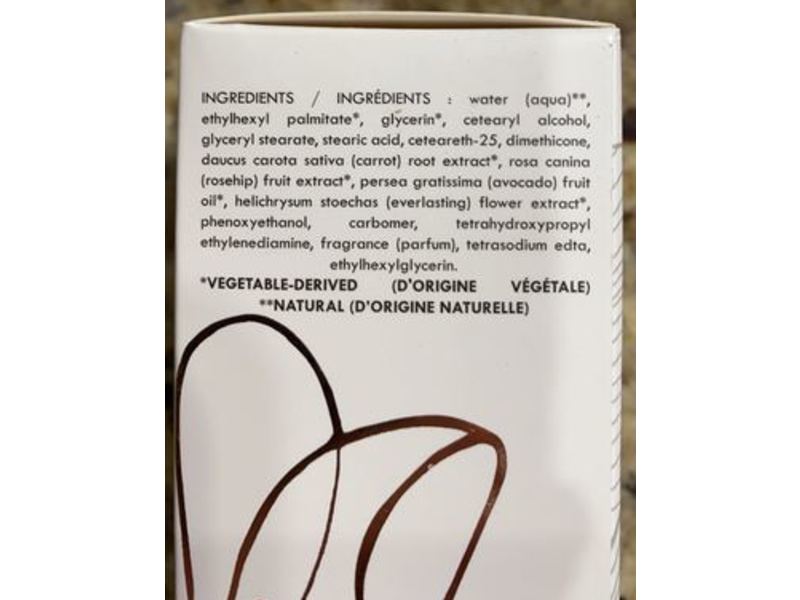 INGREDIENTS / INGRÉDIENTS : water (aqua)**,
ethylhexyl palmitate*, glycerin*, cetearyl alcohol,
glyceryl stearate, stearic acid, ceteareth-25, dimethicone,
daucus carota sativa (carrot) root extract*, rosa canina
(rosehip) fruit extract*, persea gratissima (avocado) fruit
oil*, helichrysum stoechas (everlasting) flower extract*,
phenoxyethanol, carbomer, tetrahydroxypropyl
ethylenediamine, fragrance (parfum), tetrasodium edta,
ethylhexylglycerin.
*VEGETABLE-DERIVED (D'ORIGINE VÉGÉTALE)
**NATURAL (D'ORIGINE NATURELLE)